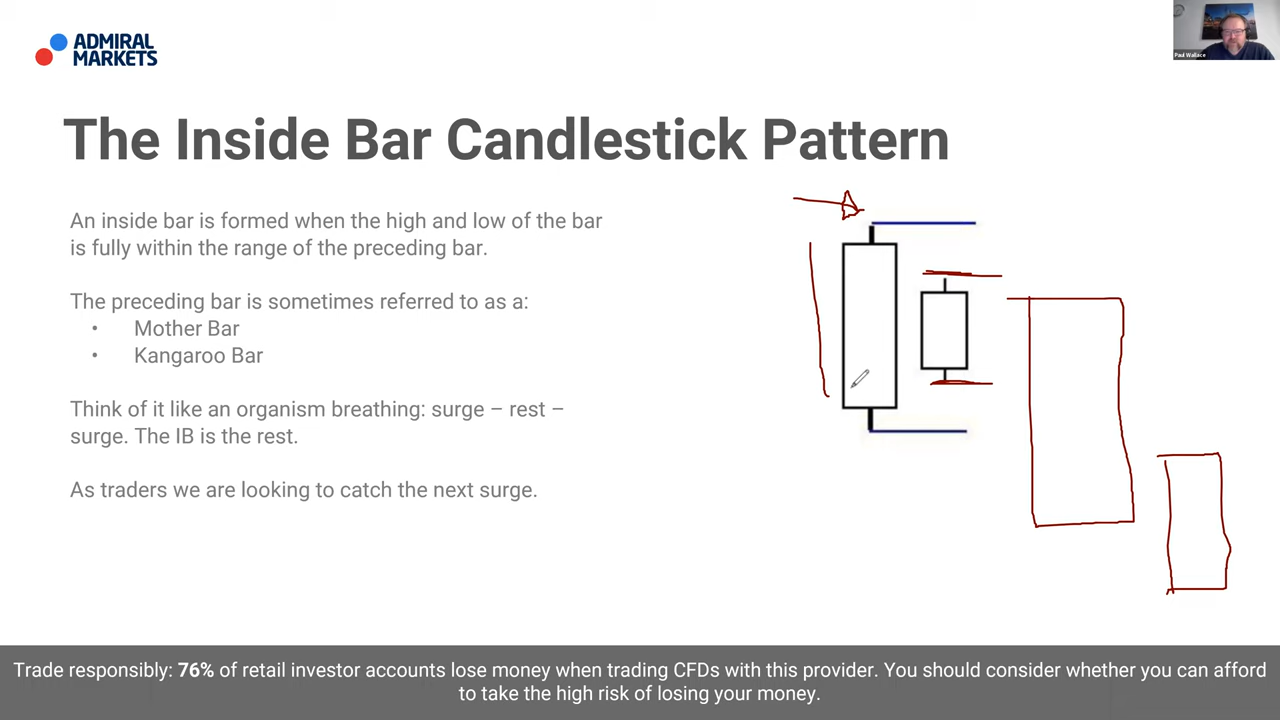 ADMIRAL
MARKETS
Paul Wallace
The Inside Bar Candlestick Pattern
An inside bar is formed when the high and low of the bar
is fully within the range of the preceding bar.
The preceding bar is sometimes referred to as a:
• Mother Bar
• Kangaroo Bar
Think of it like an organism breathing: surge – rest –
surge. The IB is the rest.
As traders we are looking to catch the next surge.
Trade responsibly: 76% of retail investor accounts lose money when trading CFDs with this provider. You should consider whether you can afford
to take the high risk of losing your money.